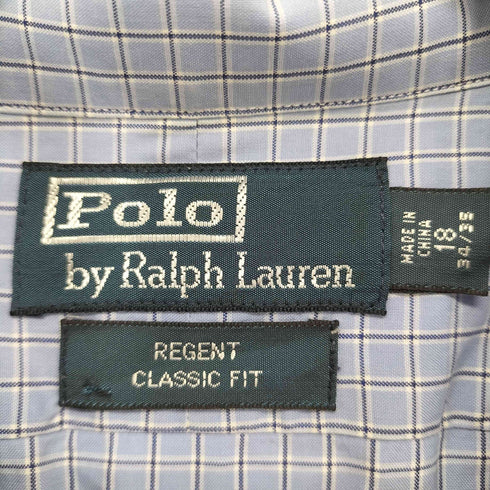 Polo
by Ralph Lauren
MADE IN
CHINA
18
34/35
REGENT
CLASSIC FIT